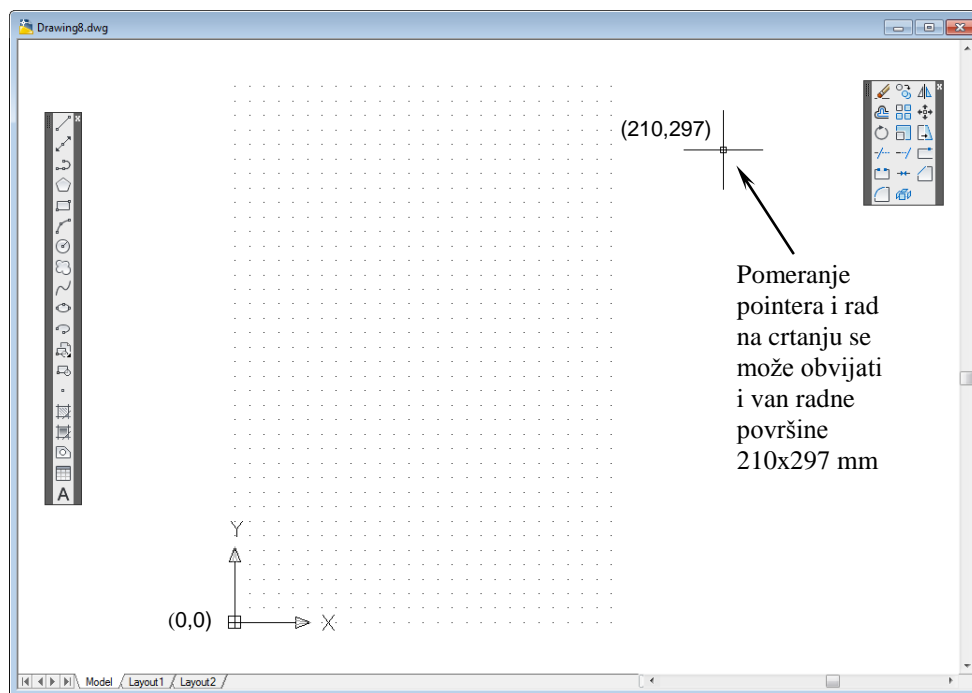 Drawing8.dwg
(210,297)
Pomeranje
pointera i rad
na crtanju se
može obvijati
i van radne
površine
210x297 mm
A
Y
(0,0)
X
Model
Layout1
Layout2